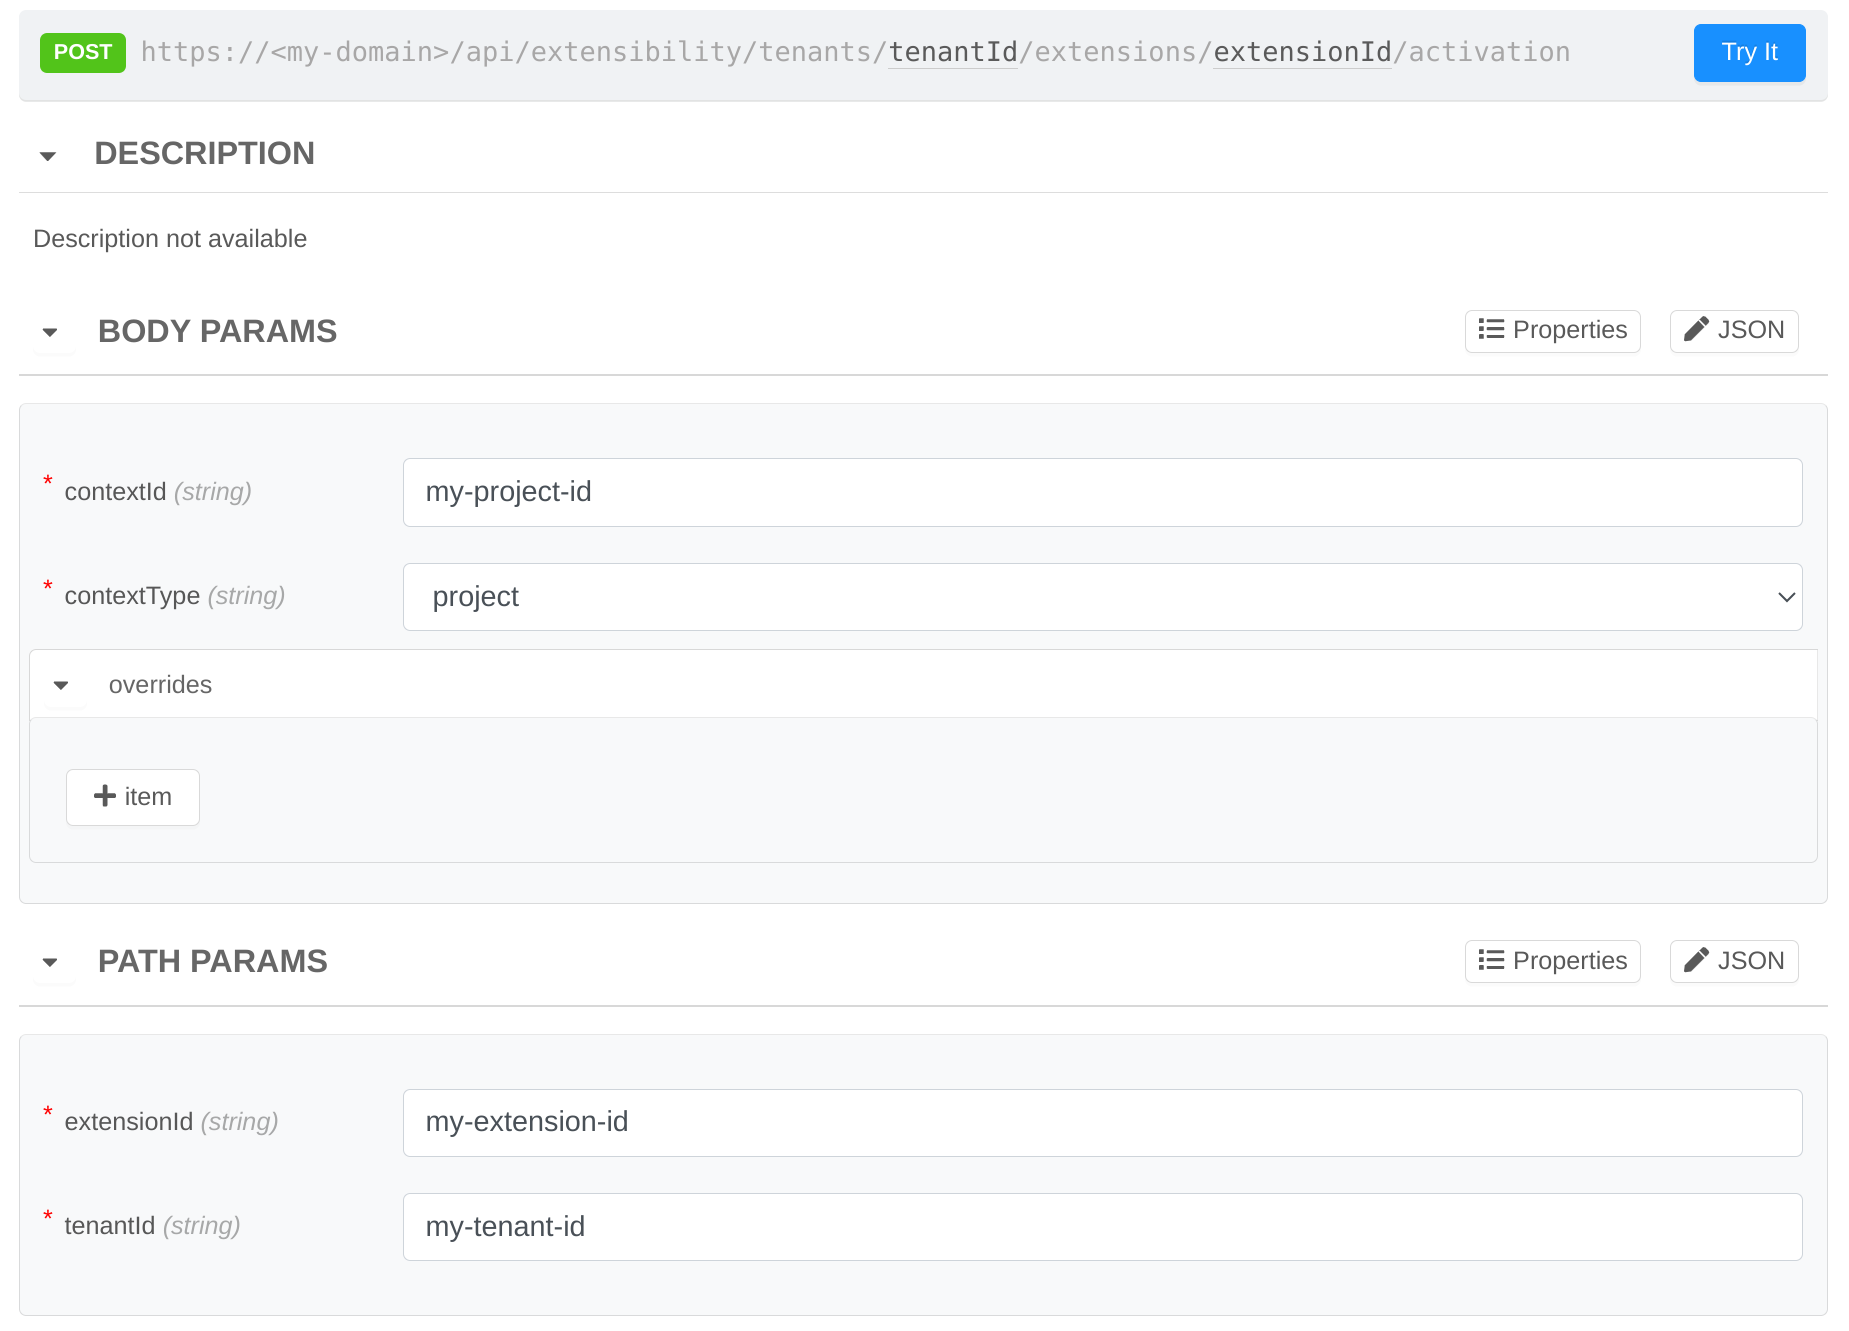 POST https://<my-domain>/api/extensibility/tenants/tenantId/extensions/extensionId/activation Try It
DESCRIPTION
Description not available
BODY PARAMS Properties JSON
* contextId (string) my-project-id
* contextType (string) project
overrides
item
PATH PARAMS Properties JSON
* extensionId (string) my-extension-id
* tenantId (string) my-tenant-id